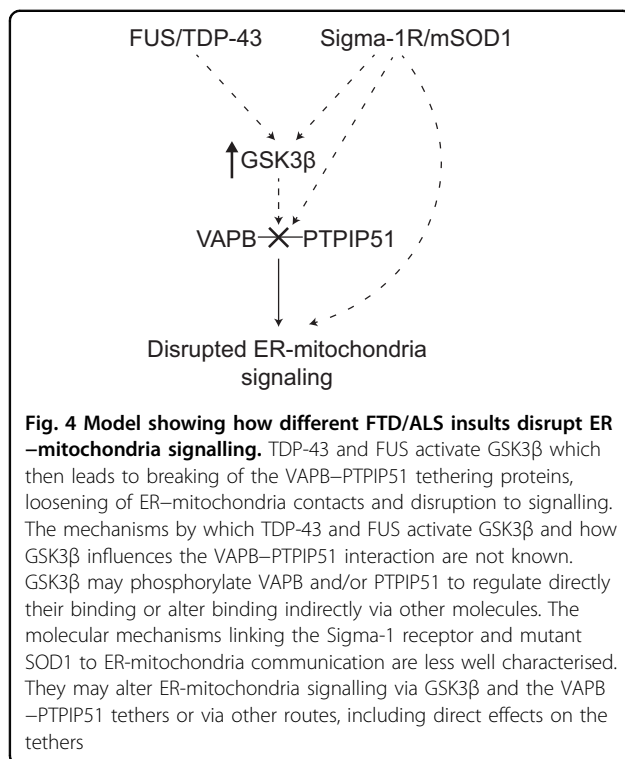 FUS/TDP-43 Sigma-1R/mSOD1
GSK3β
VAPB PTPIP51
Disrupted ER-mitochondria
signaling
Fig. 4 Model showing how different FTD/ALS insults disrupt ER
–mitochondria signalling. TDP-43 and FUS activate GSK3β which
then leads to breaking of the VAPB–PTPIP51 tethering proteins,
loosening of ER–mitochondria contacts and disruption to signalling.
The mechanisms by which TDP-43 and FUS activate GSK3β and how
GSK3β influences the VAPB–PTPIP51 interaction are not known.
GSK3β may phosphorylate VAPB and/or PTPIP51 to regulate directly
their binding or alter binding indirectly via other molecules. The
molecular mechanisms linking the Sigma-1 receptor and mutant
SOD1 to ER-mitochondria communication are less well characterised.
They may alter ER-mitochondria signalling via GSK3β and the VAPB
–PTPIP51 tethers or via other routes, including direct effects on the
tethers